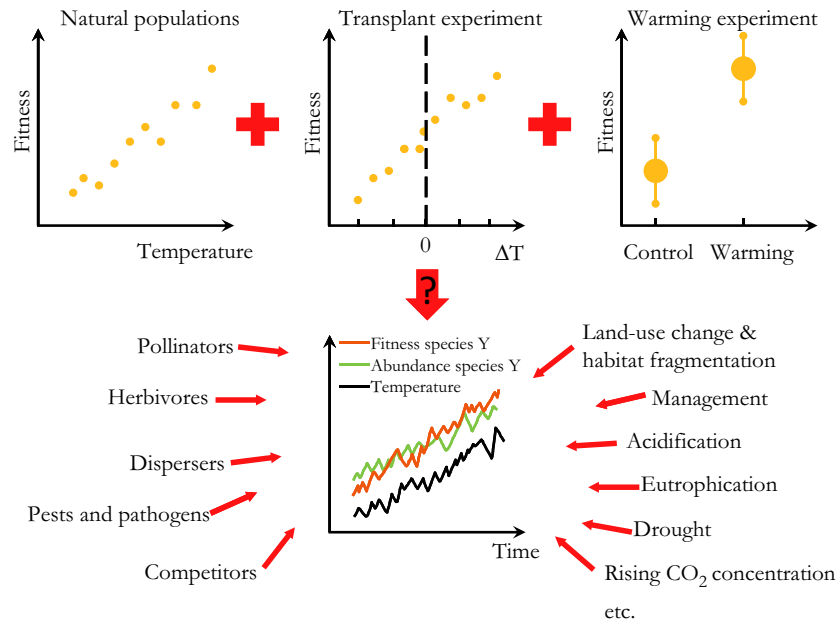 Natural populations
Transplant experiment
Warming experiment
Fitness
Temperature
Fitness
0
ΔT
Fitness
Control
Warming
?
Fitness species Y
Abundance species Y
Temperature
Time
Pollinators
Herbivores
Dispersers
Pests and pathogens
Competitors
Land-use change &
habitat fragmentation
Management
Acidification
Eutrophication
Drought
Rising CO₂ concentration
etc.